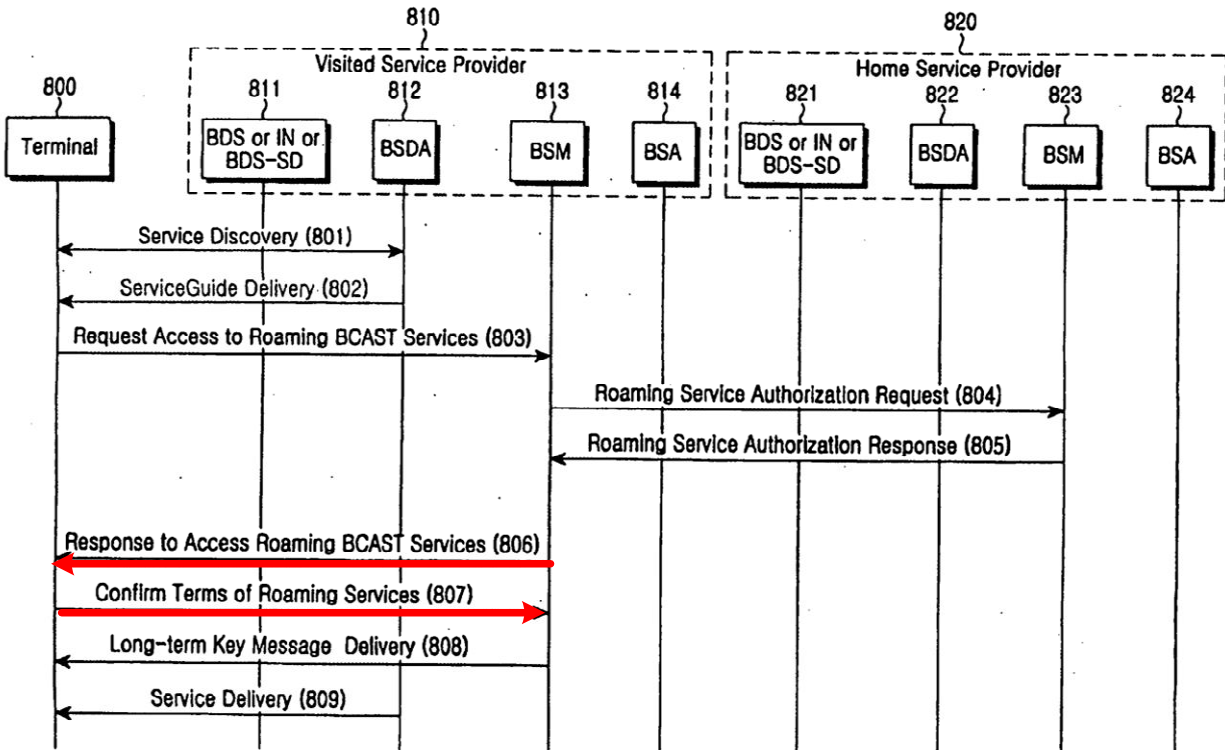 810
820
Visited Service Provider
Home Service Provider
800
811
812
813
814
821
822
823
824
Terminal
BDS or IN or
BDS-SD
BSDA
BSM
BSA
BDS or IN or
BDS-SD
BSDA
BSM
BSA
Service Discovery (801)
ServiceGuide Delivery (802)
Request Access to Roaming BCAST Services (803)
Roaming Service Authorization Request (804)
Roaming Service Authorization Response (805)
Response to Access Roaming BCAST Services (806)
Confirm Terms of Roaming Services (807)
Long-term Key Message Delivery (808)
Service Delivery (809)